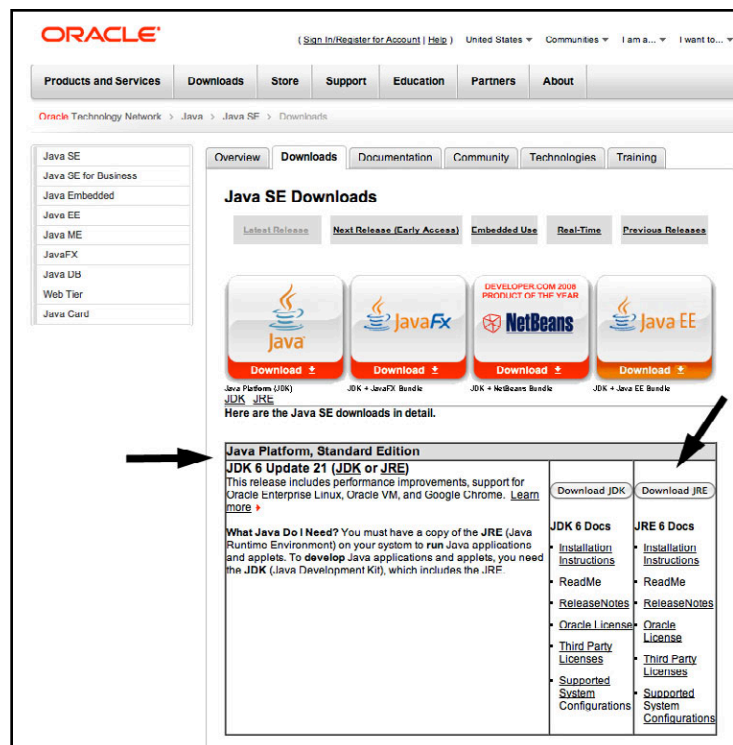 ORACLE
( Sign In/Register for Account | Help ) United States Communities I am a... I want to...
Products and Services Downloads Store Support Education Partners About
Oracle Technology Network > Java > Java SE > Downloads
Java SE
Java SE for Business
Java Embedded
Java EE
Java ME
JavaFX
Java DB
Web Tier
Java Card
Overview Downloads Documentation Community Technologies Training
Java SE Downloads
Latest Release Next Release (Early Access) Embedded Use Real-Time Previous Releases
Java
Download
JavaFX
Download
DEVELOPER.COM 2008
PRODUCT OF THE YEAR
NetBeans
Download
Java EE
Download
Java Platform (JDK) JDK + JavaFX Bundle JDK + NetBeans Bundle JDK + Java EE Bundle
JDK JRE
Here are the Java SE downloads in detail.
Java Platform, Standard Edition
JDK 6 Update 21 (JDK or JRE)
This release includes performance improvements, support for
Oracle Enterprise Linux, Oracle VM, and Google Chrome. Learn
more
What Java Do I Need? You must have a copy of the JRE (Java
Runtime Environment) on your system to run Java applications
and applets. To develop Java applications and applets, you need
the JDK (Java Development Kit), which includes the JRE.
Download JDK
JDK 6 Docs
Installation
Instructions
ReadMe
ReleaseNotes
Oracle License
Third Party
Licenses
Supported
System
Configurations
Download JRE
JRE 6 Docs
Installation
Instructions
ReadMe
ReleaseNotes
Oracle
License
Third Party
Licenses
Supported
System
Configurations